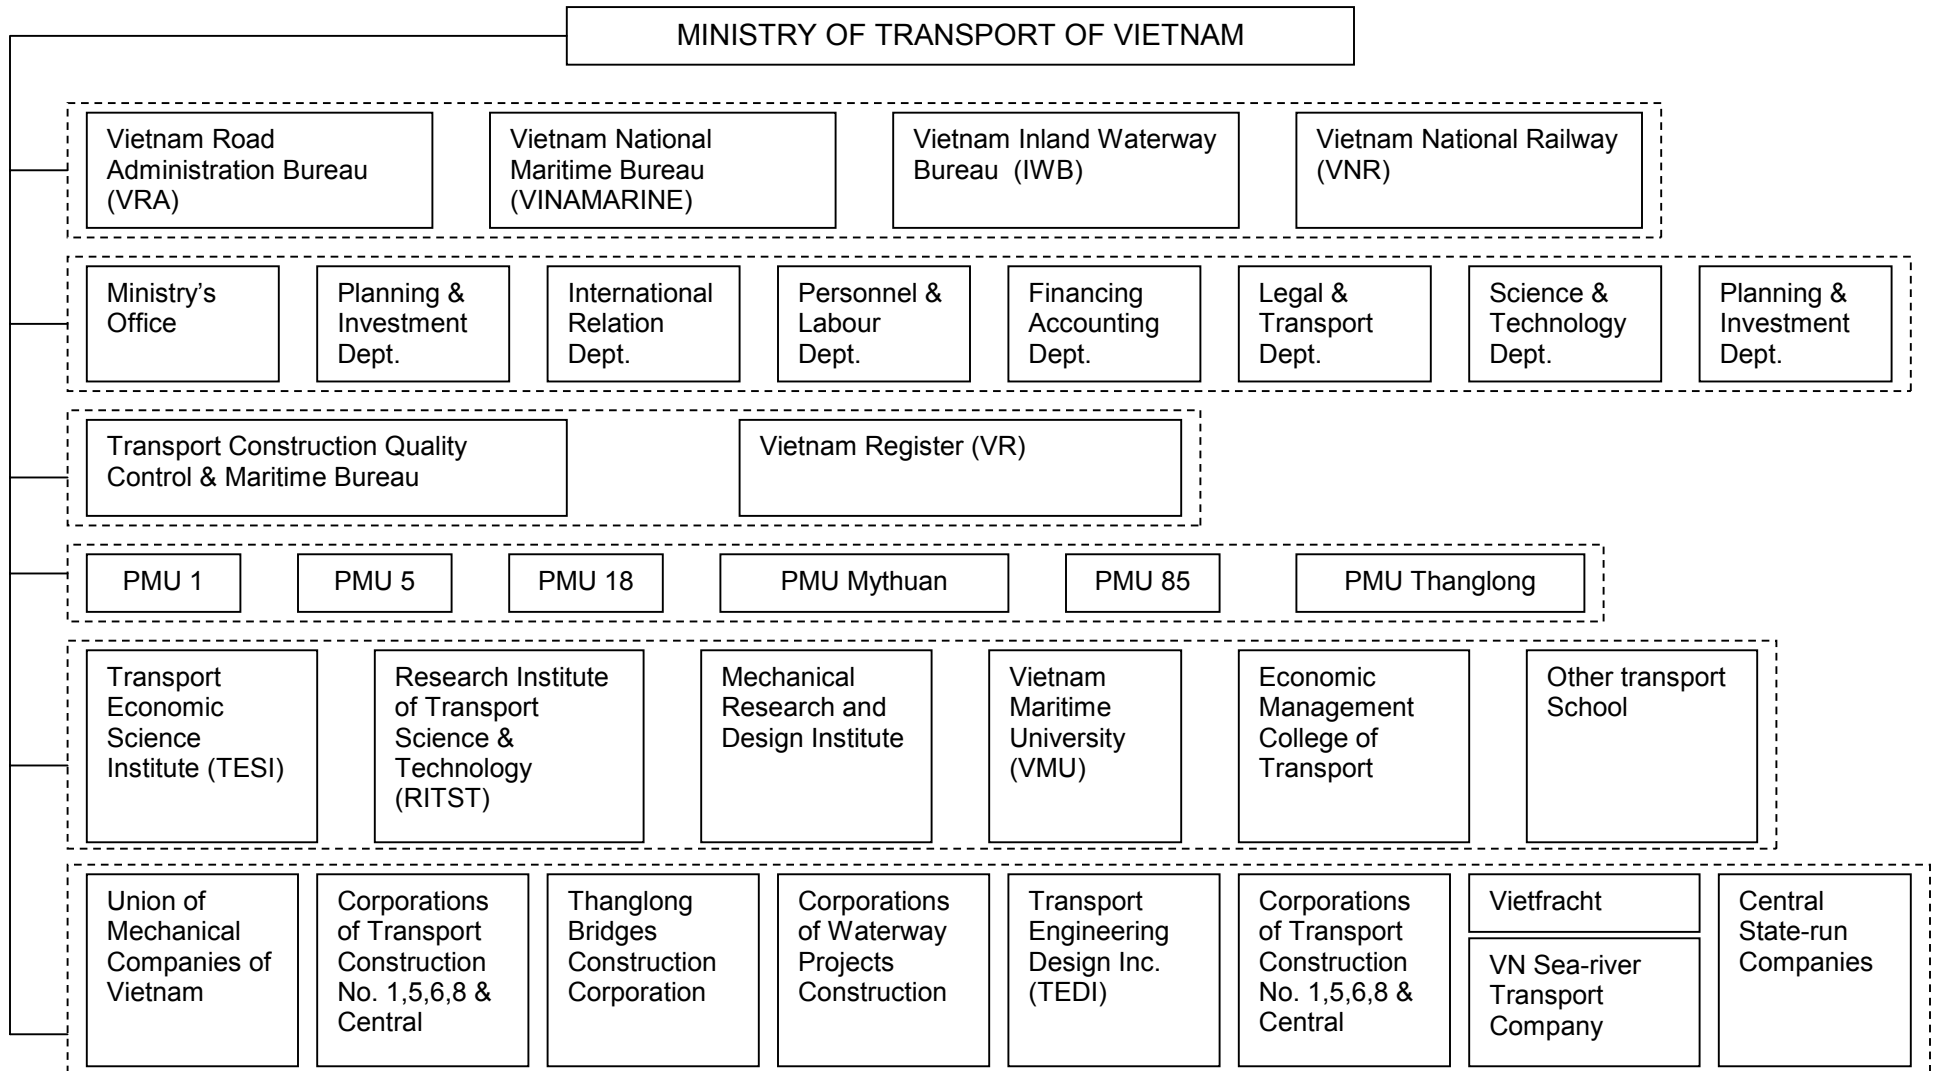 MINISTRY OF TRANSPORT OF VIETNAM
Vietnam Road
Administration Bureau
(VRA)
Vietnam National
Maritime Bureau
(VINAMARINE)
Vietnam Inland Waterway
Bureau  (IWB)
Vietnam National Railway
(VNR)
Ministry’s
Office
Planning &
Investment
Dept.
International
Relation
Dept.
Personnel &
Labour
Dept.
Financing
Accounting
Dept.
Legal &
Transport
Dept.
Science &
Technology
Dept.
Planning &
Investment
Dept.
Transport Construction Quality
Control & Maritime Bureau
Vietnam Register (VR)
PMU 1
PMU 5
PMU 18
PMU Mythuan
PMU 85
PMU Thanglong
Transport
Economic
Science
Institute (TESI)
Research Institute
of Transport
Science &
Technology
(RITST)
Mechanical
Research and
Design Institute
Vietnam
Maritime
University
(VMU)
Economic
Management
College of
Transport
Other transport
School
Union of
Mechanical
Companies of
Vietnam
Corporations
of Transport
Construction
No. 1,5,6,8 &
Central
Thanglong
Bridges
Construction
Corporation
Corporations
of Waterway
Projects
Construction
Transport
Engineering
Design Inc.
(TEDI)
Corporations
of Transport
Construction
No. 1,5,6,8 &
Central
Vietfracht
VN Sea-river
Transport
Company
Central
State-run
Companies